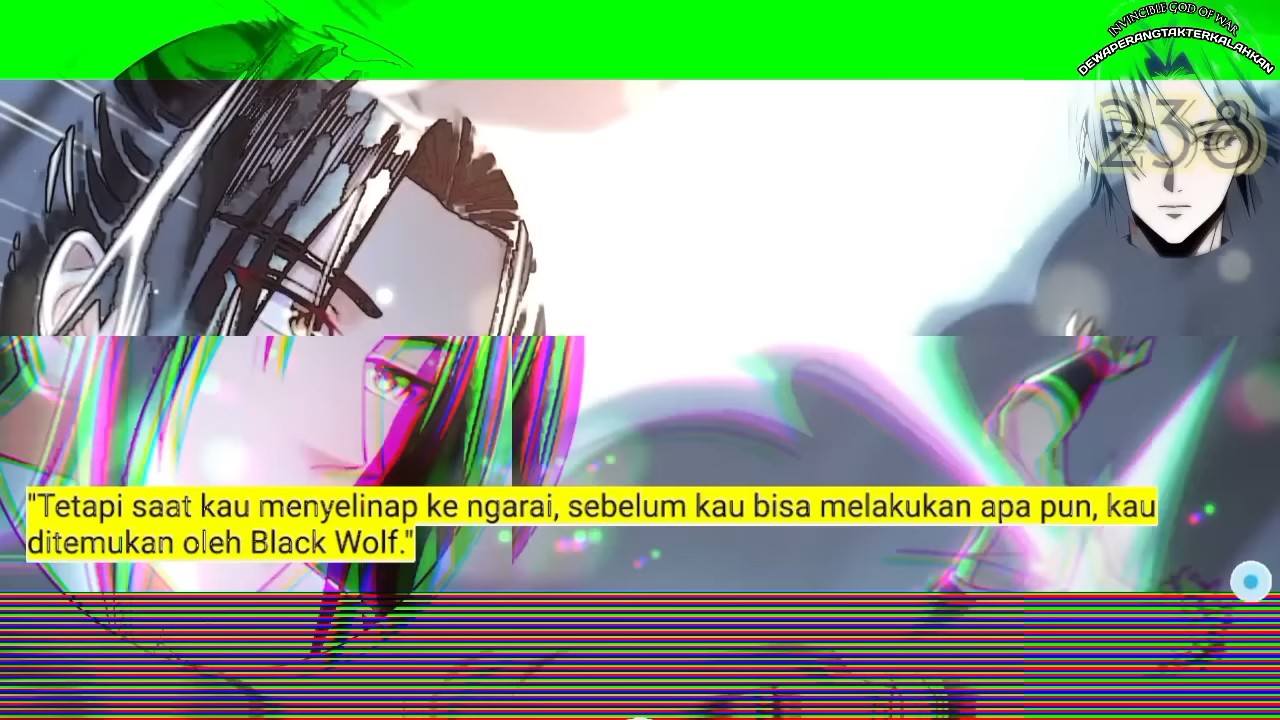 INVINCIBLE GOD OF WAR
DEWAPERANGTAKTERKALAHKAN
238
"Tetapi saat kau menyelinap ke ngarai, sebelum kau bisa melakukan apa pun, kau
ditemukan oleh Black Wolf."